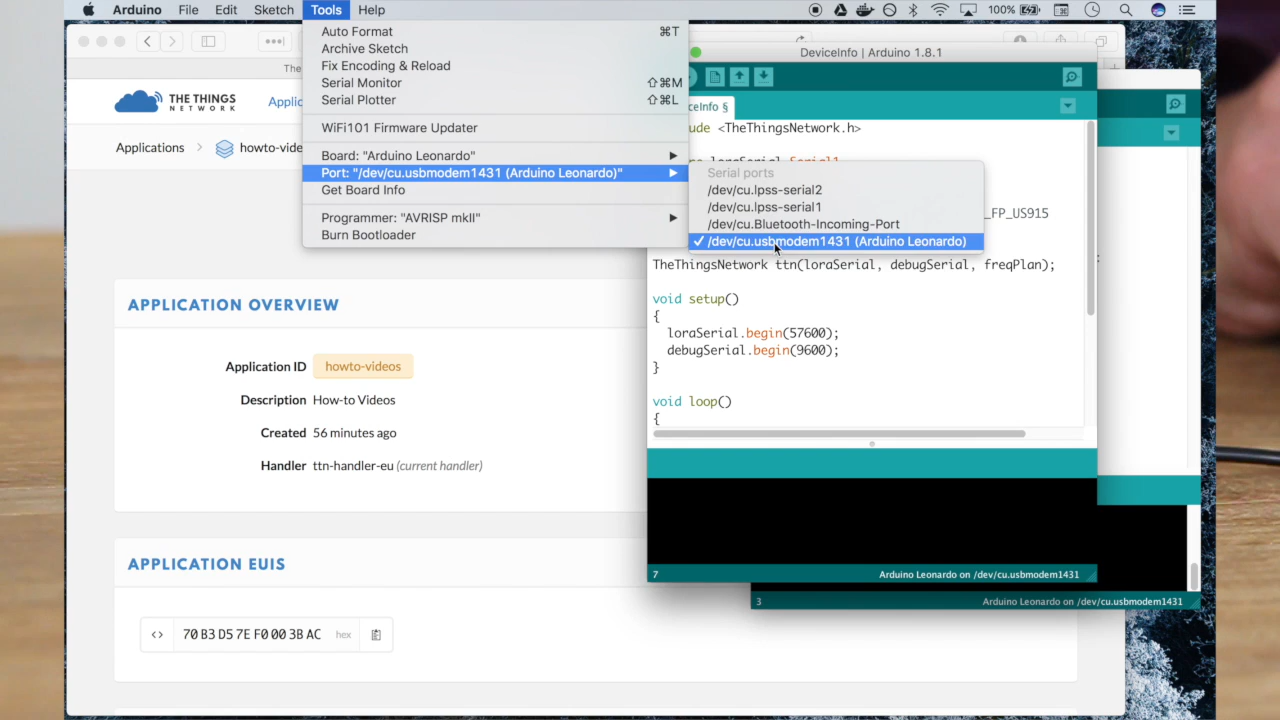 Arduino File Edit Sketch Tools Help
100%
Auto Format ⌘T
Archive Sketch
Fix Encoding & Reload
Serial Monitor ⇧⌘M
Serial Plotter ⇧⌘L
WiFi101 Firmware Updater
Board: "Arduino Leonardo"
Port: "/dev/cu.usbmodem1431 (Arduino Leonardo)"
Get Board Info
Programmer: "AVRISP mkII"
Burn Bootloader
Serial ports
/dev/cu.lpss-serial2
/dev/cu.lpss-serial1
/dev/cu.Bluetooth-Incoming-Port
✓ /dev/cu.usbmodem1431 (Arduino Leonardo)
The
THE THINGS
NETWORK
Applic
Applications > howto-vide
APPLICATION OVERVIEW
Application ID howto-videos
Description How-to Videos
Created 56 minutes ago
Handler ttn-handler-eu (current handler)
APPLICATION EUIS
<> 70 B3 D5 7E F0 00 3B AC hex
DeviceInfo | Arduino 1.8.1
ceInfo §
ude <TheThingsNetwork.h>
_FP_US915
TheThingsNetwork ttn(loraSerial, debugSerial, freqPlan);
void setup()
{
loraSerial.begin(57600);
debugSerial.begin(9600);
}
void loop()
{
7 Arduino Leonardo on /dev/cu.usbmodem1431
3 Arduino Leonardo on /dev/cu.usbmodem1431